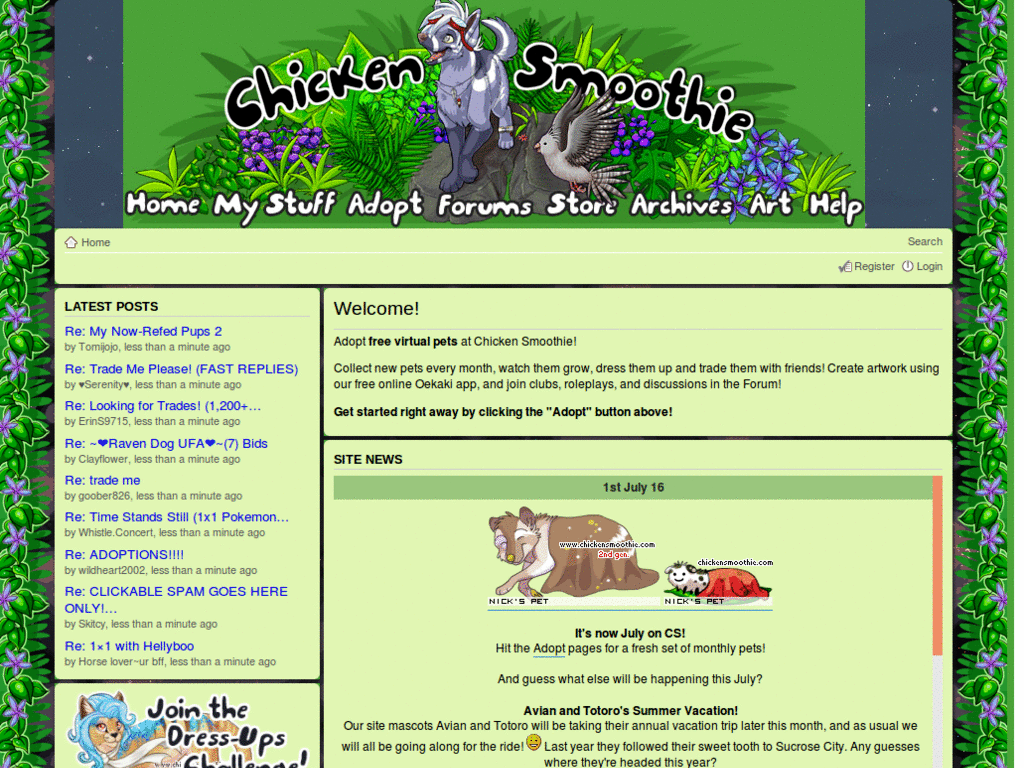 Chicken Smoothie
Home My Stuff Adopt Forums Store Archives Art Help
Home
Search
Register Login
LATEST POSTS
Re: My Now-Refed Pups 2
by Tomijojo, less than a minute ago
Re: Trade Me Please! (FAST REPLIES)
by ♥Serenity♥, less than a minute ago
Re: Looking for Trades! (1,200+…
by ErinS9715, less than a minute ago
Re: ~❤Raven Dog UFA❤~(7) Bids
by Clayflower, less than a minute ago
Re: trade me
by goober826, less than a minute ago
Re: Time Stands Still (1x1 Pokemon…
by Whistle.Concert, less than a minute ago
Re: ADOPTIONS!!!!
by wildheart2002, less than a minute ago
Re: CLICKABLE SPAM GOES HERE
ONLY!…
by Skitcy, less than a minute ago
Re: 1×1 with Hellyboo
by Horse lover~ur bff, less than a minute ago
Join the
Dress-Ups
Challenge!
Welcome!
Adopt free virtual pets at Chicken Smoothie!
Collect new pets every month, watch them grow, dress them up and trade them with friends! Create artwork using
our free online Oekaki app, and join clubs, roleplays, and discussions in the Forum!
Get started right away by clicking the "Adopt" button above!
SITE NEWS
1st July 16
www.chickensmoothie.com
2nd gen.
chickensmoothie.com
NICK'S PET NICK'S PET
It's now July on CS!
Hit the Adopt pages for a fresh set of monthly pets!
And guess what else will be happening this July?
Avian and Totoro's Summer Vacation!
Our site mascots Avian and Totoro will be taking their annual vacation trip later this month, and as usual we
will all be going along for the ride! Last year they followed their sweet tooth to Sucrose City. Any guesses
where they're headed this year?